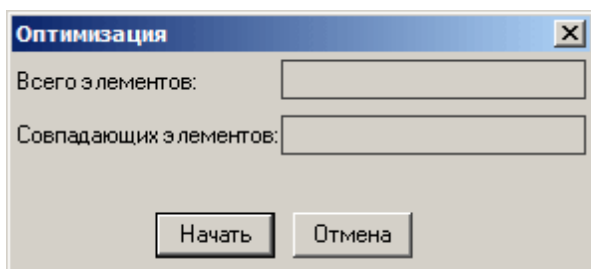 Оптимизация
Всего элементов:
Совпадающих элементов:
Начать Отмена